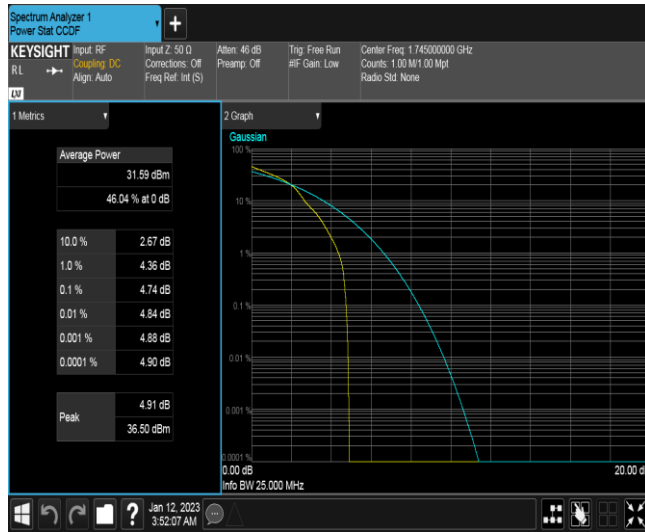 Spectrum Analyzer 1
Power Stat CCDF
+
KEYSIGHT
RL
LXI
Input: RF
Coupling: DC
Align: Auto
Input Z: 50 Ω
Corrections: Off
Freq Ref: Int (S)
Atten: 46 dB
Preamp: Off
Trig: Free Run
#IF Gain: Low
Center Freq: 1.745000000 GHz
Counts: 1.00 M/1.00 Mpt
Radio Std: None
1 Metrics
Average Power
31.59 dBm
46.04 % at 0 dB
10.0 % 2.67 dB
1.0 % 4.36 dB
0.1 % 4.74 dB
0.01 % 4.84 dB
0.001 % 4.88 dB
0.0001 % 4.90 dB
Peak
4.91 dB
36.50 dBm
2 Graph
Gaussian
100 %
10 %
1 %
0.1 %
0.01 %
0.001 %
0.0001 %
0.00 dB
20.00 d
Info BW 25.000 MHz
?
Jan 12, 2023
3:52:07 AM